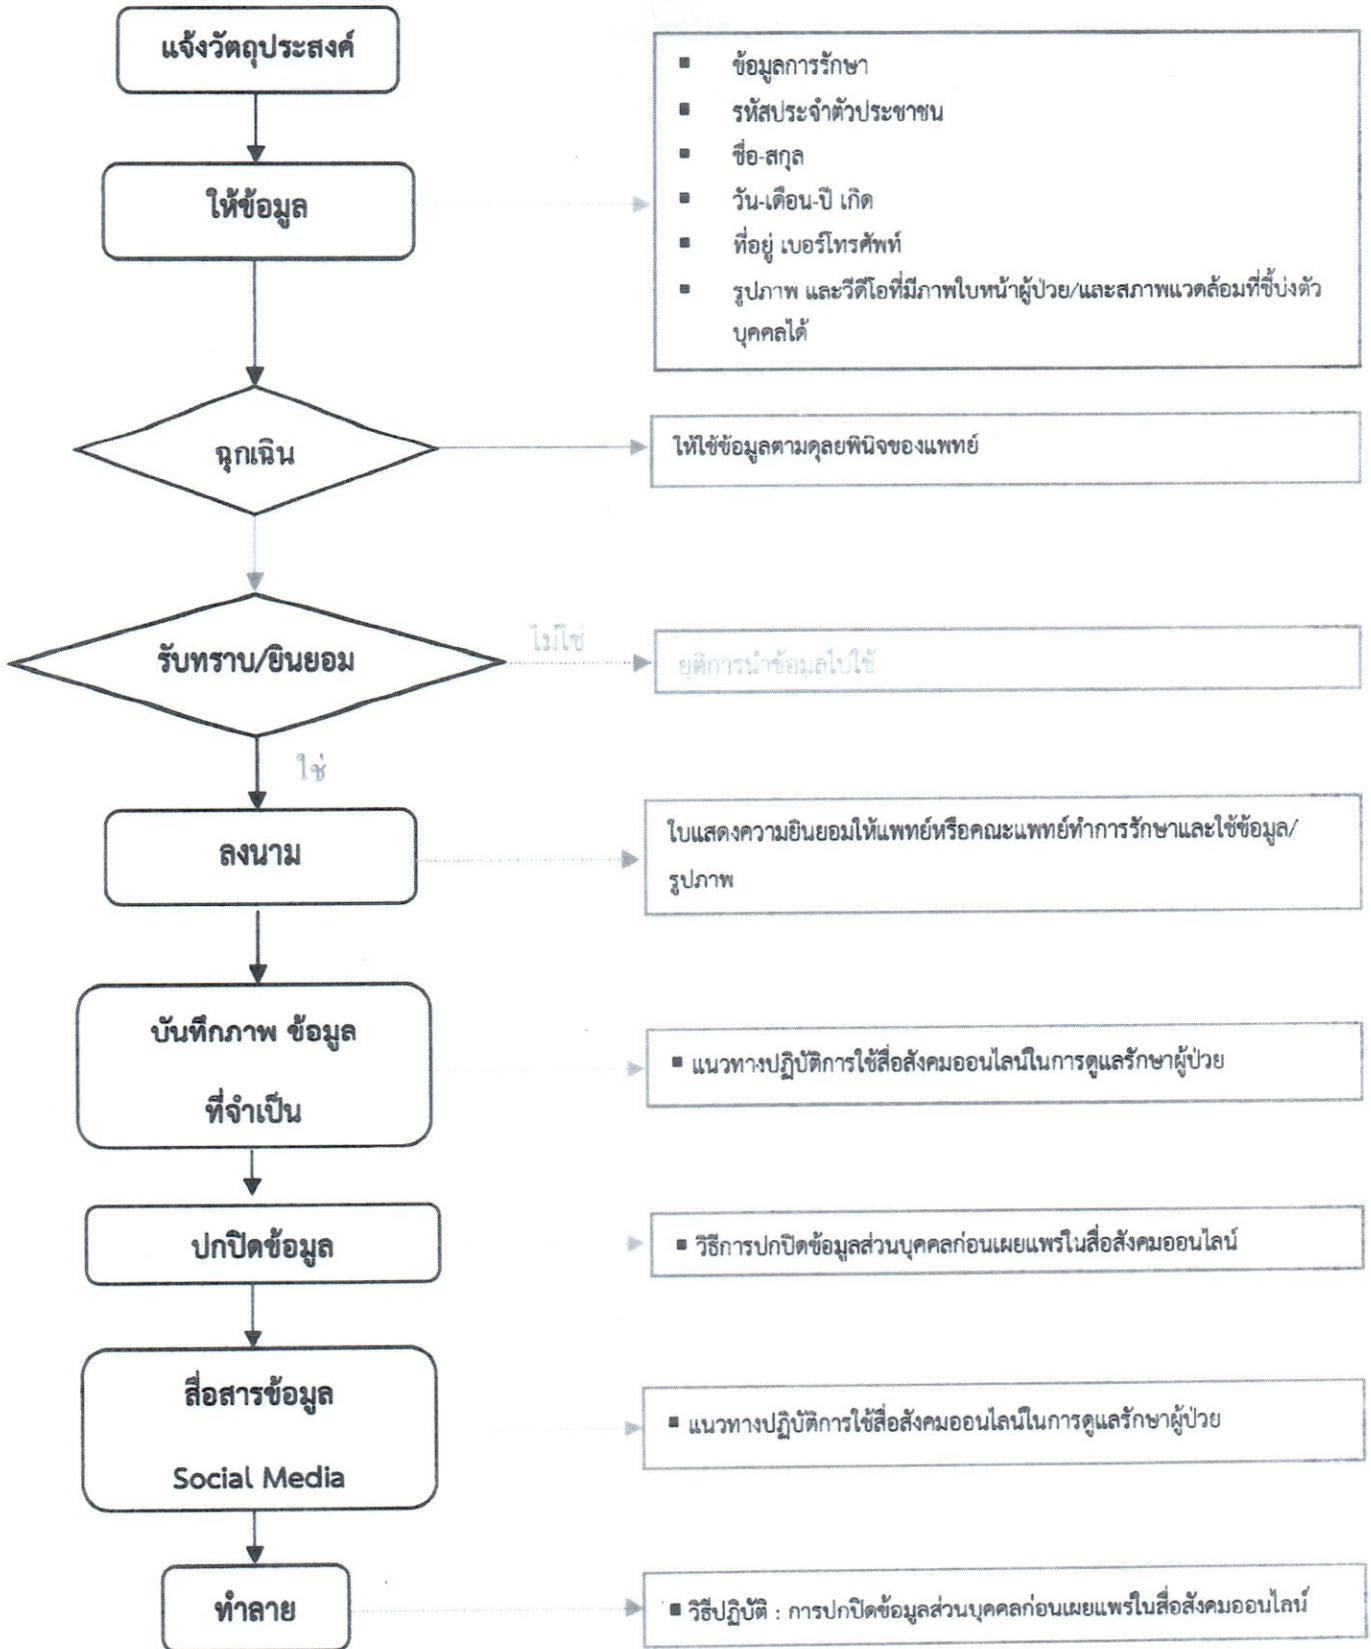 แจ้งวัตถุประสงค์
ให้ข้อมูล
▪ ข้อมูลการรักษา
▪ รหัสประจำตัวประชาชน
▪ ชื่อ-สกุล
▪ วัน-เดือน-ปี เกิด
▪ ที่อยู่ เบอร์โทรศัพท์
▪ รูปภาพ และวีดีโอที่มีภาพใบหน้าผู้ป่วย/และสภาพแวดล้อมที่ชี้บ่งตัว
บุคคลได้
ฉุกเฉิน
ให้ใช้ข้อมูลตามดุลยพินิจของแพทย์
รับทราบ/ยินยอม
ไม่ใช่
ยุติการนำข้อมูลไปใช้
ใช่
ลงนาม
ใบแสดงความยินยอมให้แพทย์หรือคณะแพทย์ทำการรักษาและใช้ข้อมูล/
รูปภาพ
บันทึกภาพ ข้อมูล
ที่จำเป็น
▪ แนวทางปฏิบัติการใช้สื่อสังคมออนไลน์ในการดูแลรักษาผู้ป่วย
ปกปิดข้อมูล
▪ วิธีการปกปิดข้อมูลส่วนบุคคลก่อนเผยแพร่ในสื่อสังคมออนไลน์
สื่อสารข้อมูล
Social Media
▪ แนวทางปฏิบัติการใช้สื่อสังคมออนไลน์ในการดูแลรักษาผู้ป่วย
ทำลาย
▪ วิธีปฏิบัติ : การปกปิดข้อมูลส่วนบุคคลก่อนเผยแพร่ในสื่อสังคมออนไลน์